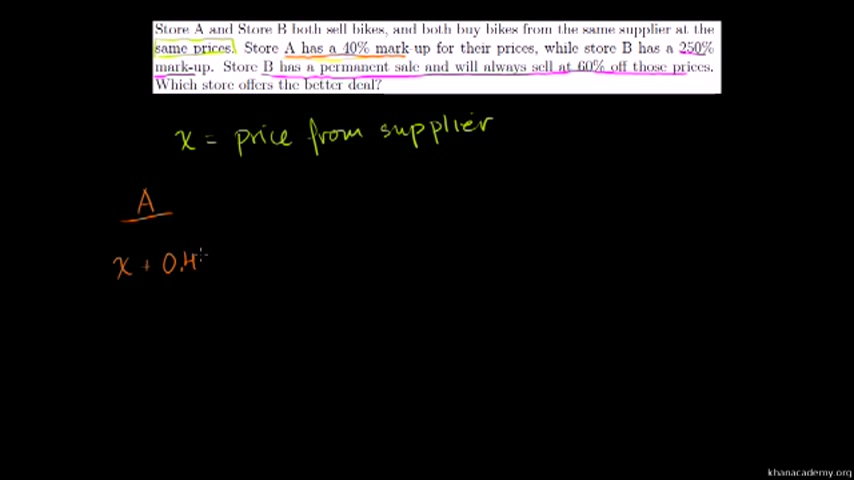 Store A and Store B both sell bikes, and both buy bikes from the same supplier at the
same prices. Store A has a 40% mark-up for their prices, while store B has a 250%
mark-up. Store B has a permanent sale and will always sell at 60% off those prices.
Which store offers the better deal?
x = price from supplier
A
x + 0.4
khanacademy.org